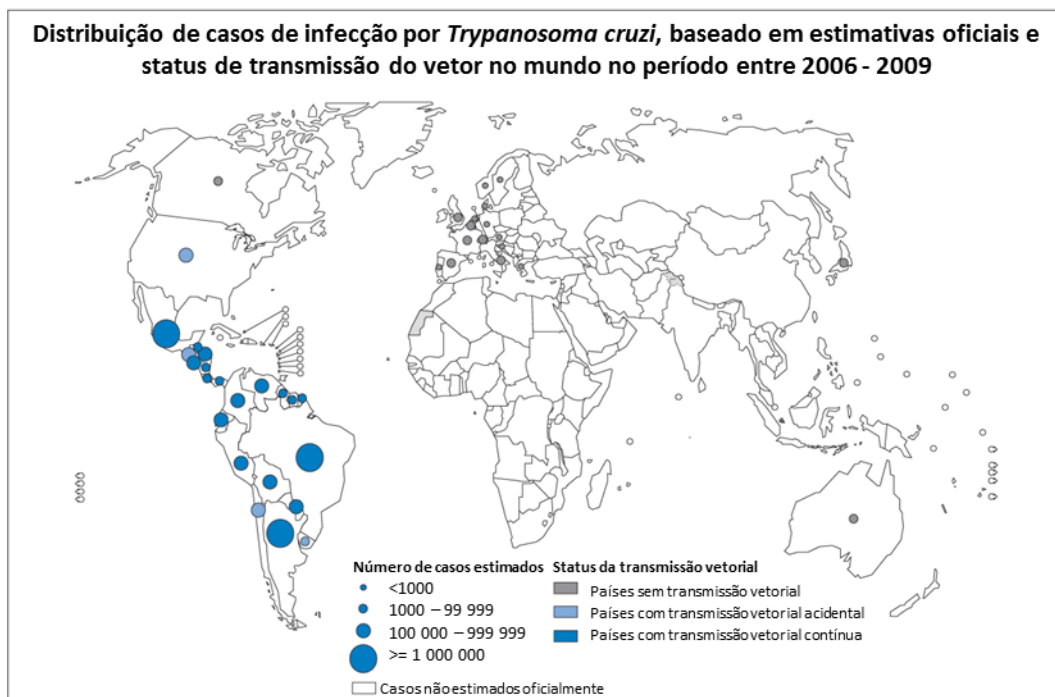 Distribuição de casos de infecção por Trypanosoma cruzi, baseado em estimativas oficiais e
status de transmissão do vetor no mundo no período entre 2006 - 2009
Número de casos estimados
<1000
1000 – 99 999
100 000 – 999 999
>= 1 000 000
Casos não estimados oficialmente
Status da transmissão vetorial
Países sem transmissão vetorial
Países com transmissão vetorial acidental
Países com transmissão vetorial contínua